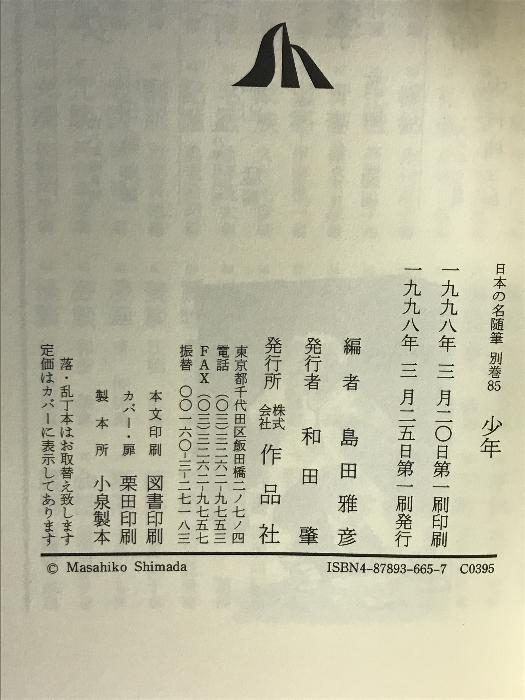 日本の名随筆 別巻85 少年
一九九八年 三 月二〇日第一刷印刷
一九九八年 三 月二五日第一刷発行
編者 島田雅彦
発行者 和田 肇
発行所 株式会社 作品社
東京都千代田区飯田橋二ノ七ノ四
電話 (〇三)三二六二―九七五三
FAX (〇三)三二六二―九七五七
振替 〇〇一六〇―三―二七一八三
本文印刷 図書印刷
カバー・扉 栗田印刷
製本所 小泉製本
落・乱丁本はお取替え致します
定価はカバーに表示してあります
© Masahiko Shimada ISBN4-87893-665-7 C0395